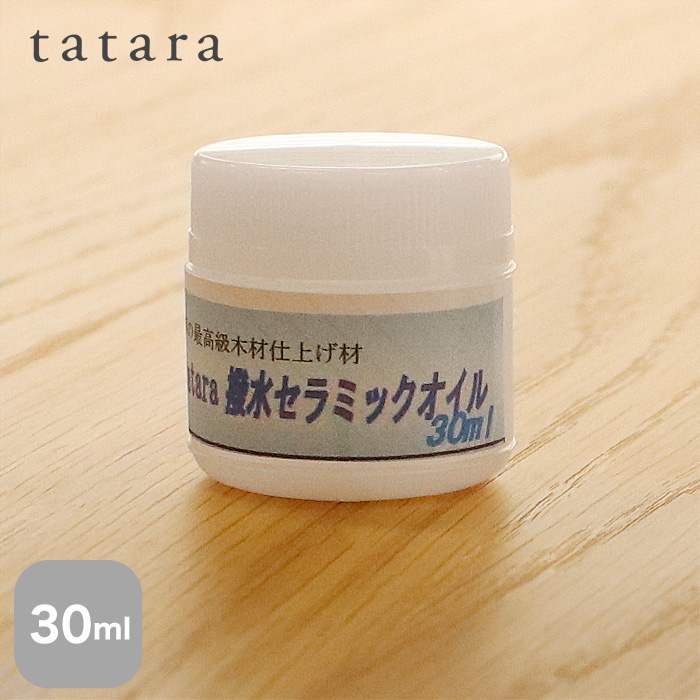 tatara
の最高級木材仕上げ材
tatara 撥水セラミックオイル
30ml
30ml